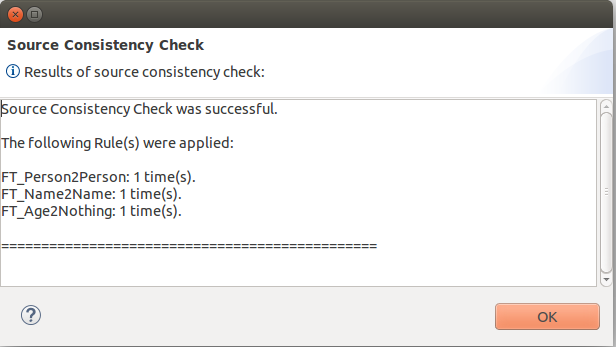 Source Consistency Check
Results of source consistency check:
Source Consistency Check was successful.
The following Rule(s) were applied:
FT_Person2Person: 1 time(s).
FT_Name2Name: 1 time(s).
FT_Age2Nothing: 1 time(s).
===============================================
OK